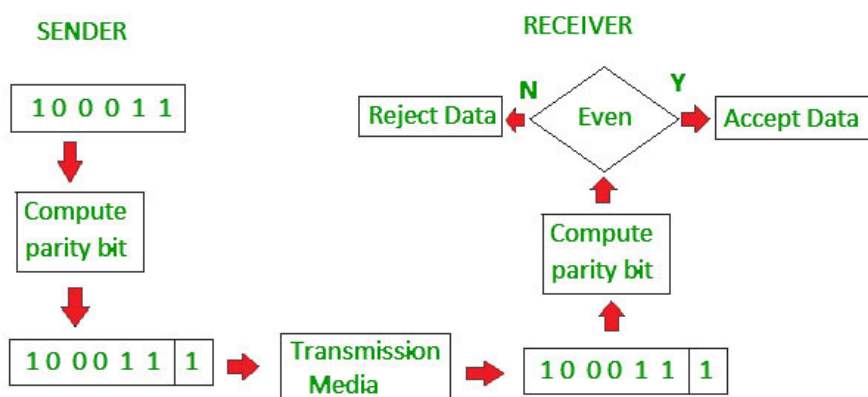 SENDER
1 0 0 0 1 1
Compute
parity bit
1 0 0 0 1 1 1
Transmission
Media
RECEIVER
1 0 0 0 1 1 1
Compute
parity bit
Even
N
Y
Reject Data
Accept Data